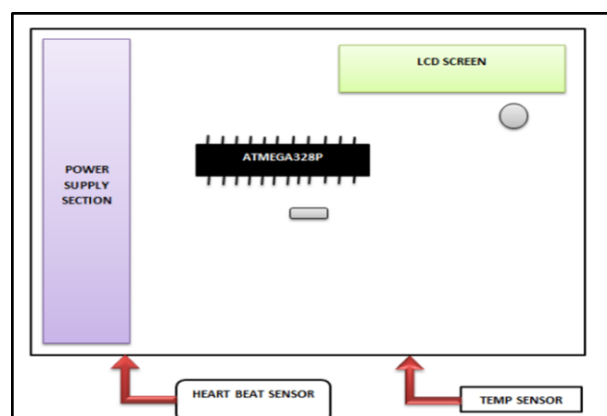 LCD SCREEN
ATMEGA328P
POWER
SUPPLY
SECTION
HEART BEAT SENSOR
TEMP SENSOR